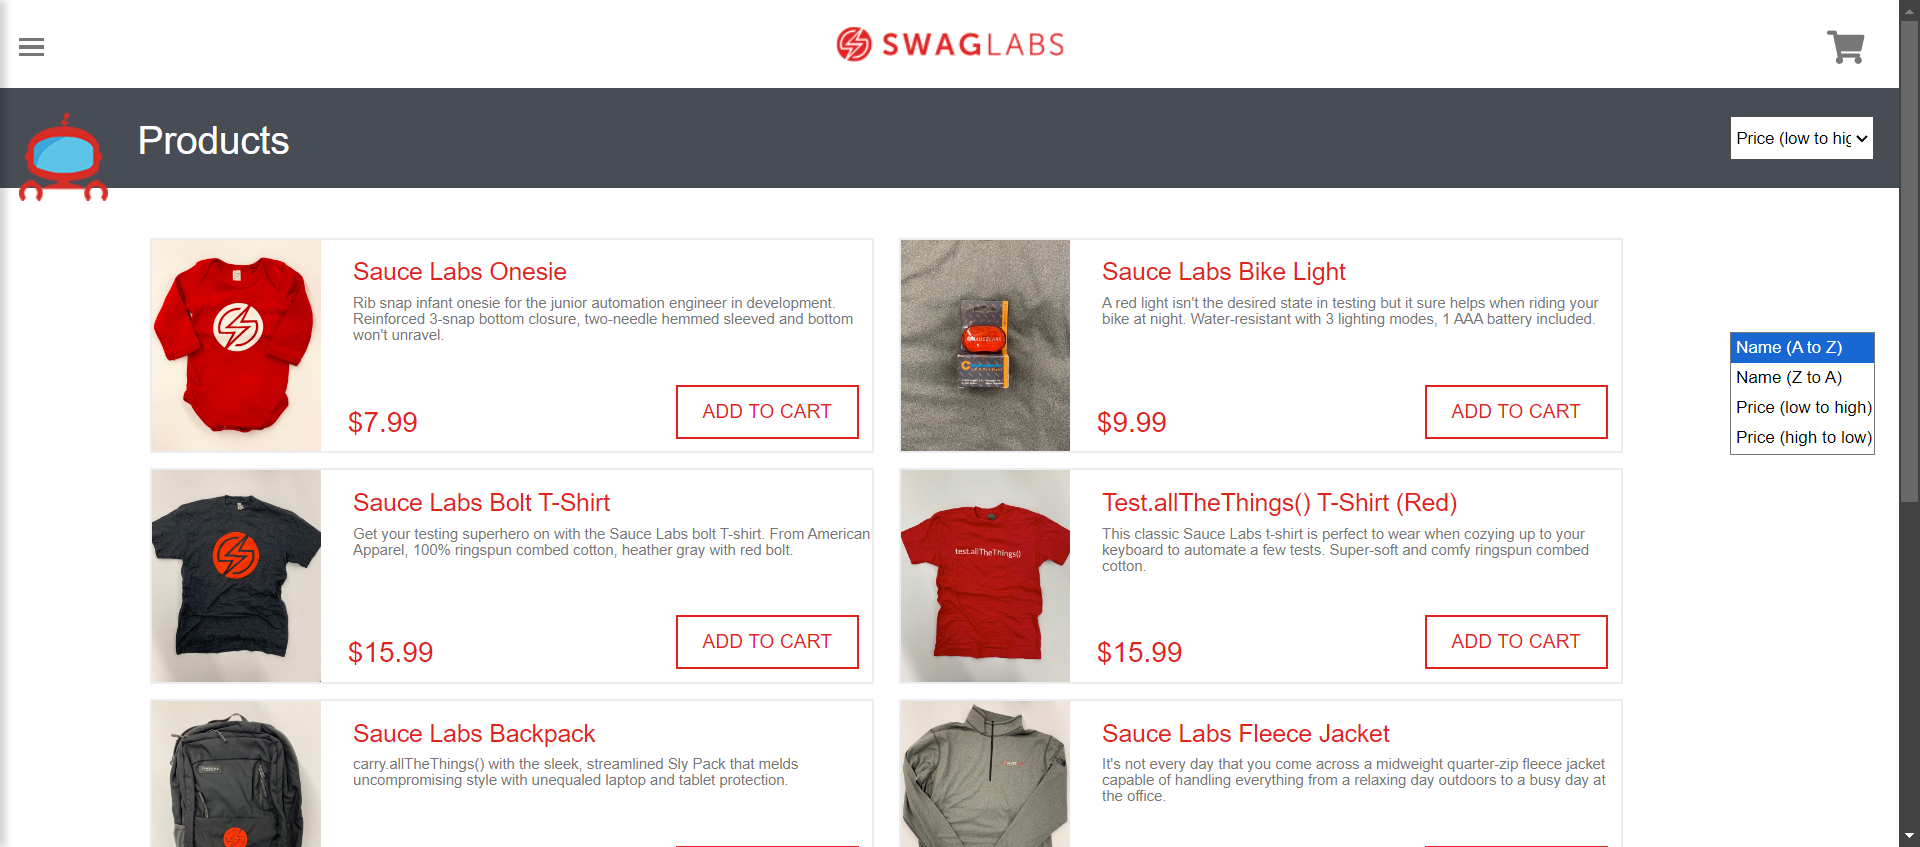 SWAGLABS
Products
Price (low to hig
Sauce Labs Onesie
Rib snap infant onesie for the junior automation engineer in development.
Reinforced 3-snap bottom closure, two-needle hemmed sleeved and bottom
won't unravel.
$7.99
ADD TO CART
Sauce Labs Bike Light
A red light isn't the desired state in testing but it sure helps when riding your
bike at night. Water-resistant with 3 lighting modes, 1 AAA battery included.
$9.99
ADD TO CART
Name (A to Z)
Name (Z to A)
Price (low to high)
Price (high to low)
Sauce Labs Bolt T-Shirt
Get your testing superhero on with the Sauce Labs bolt T-shirt. From American
Apparel, 100% ringspun combed cotton, heather gray with red bolt.
$15.99
ADD TO CART
test.allTheThings()
Test.allTheThings() T-Shirt (Red)
This classic Sauce Labs t-shirt is perfect to wear when cozying up to your
keyboard to automate a few tests. Super-soft and comfy ringspun combed
cotton.
$15.99
ADD TO CART
Sauce Labs Backpack
carry.allTheThings() with the sleek, streamlined Sly Pack that melds
uncompromising style with unequaled laptop and tablet protection.
Sauce Labs Fleece Jacket
It's not every day that you come across a midweight quarter-zip fleece jacket
capable of handling everything from a relaxing day outdoors to a busy day at
the office.